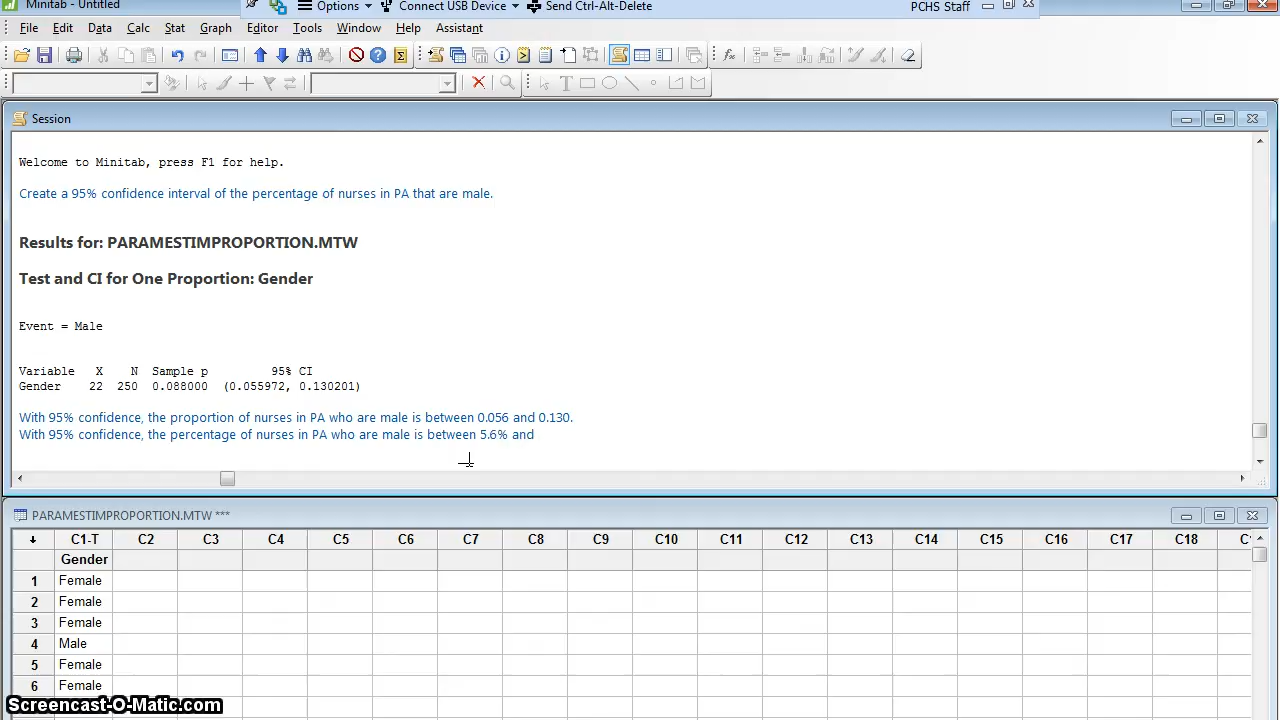 Minitab - Untitled
Options
Connect USB Device
Send Ctrl-Alt-Delete
PCHS Staff
File Edit Data Calc Stat Graph Editor Tools Window Help Assistant
Session
Welcome to Minitab, press F1 for help.
Create a 95% confidence interval of the percentage of nurses in PA that are male.
Results for: PARAMESTIMPROPORTION.MTW
Test and CI for One Proportion: Gender
Event = Male
Variable X N Sample p 95% CI
Gender 22 250 0.088000 (0.055972, 0.130201)
With 95% confidence, the proportion of nurses in PA who are male is between 0.056 and 0.130.
With 95% confidence, the percentage of nurses in PA who are male is between 5.6% and
PARAMESTIMPROPORTION.MTW ***
C1-T C2 C3 C4 C5 C6 C7 C8 C9 C10 C11 C12 C13 C14 C15 C16 C17 C18
Gender
1 Female
2 Female
3 Female
4 Male
5 Female
6 Female
Screencast-O-Matic.com